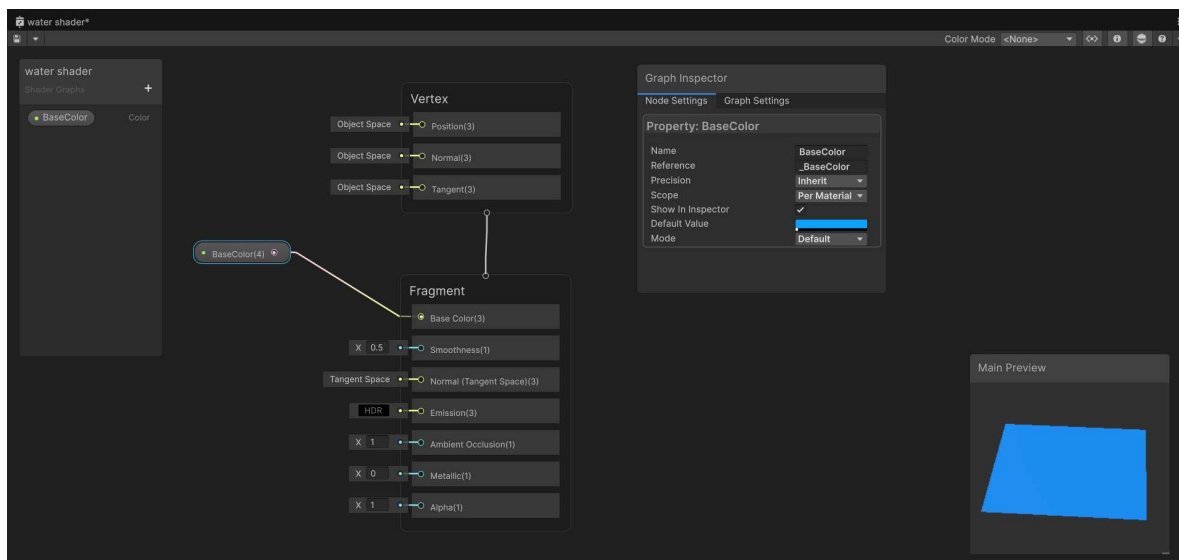 water shader*
Color Mode <None>
water shader
Shader Graphs
+
BaseColor Color
Vertex
Object Space Position(3)
Object Space Normal(3)
Object Space Tangent(3)
BaseColor(4)
Fragment
Base Color(3)
X 0.5 Smoothness(1)
Tangent Space Normal (Tangent Space)(3)
HDR Emission(3)
X 1 Ambient Occlusion(1)
X 0 Metallic(1)
X 1 Alpha(1)
Graph Inspector
Node Settings Graph Settings
Property: BaseColor
Name BaseColor
Reference _BaseColor
Precision Inherit
Scope Per Material
Show In Inspector
Default Value
Mode Default
Main Preview